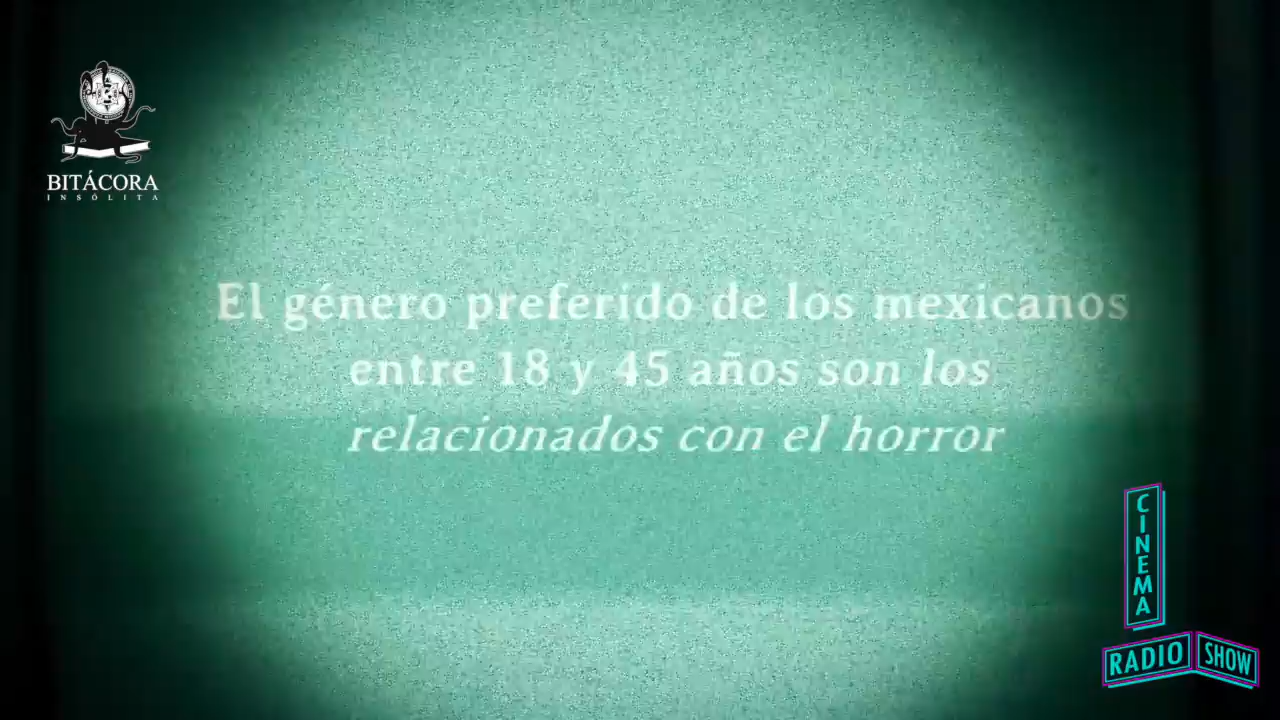 BITÁCORA
INSÓLITA
El género preferido de los mexicanos
entre 18 y 45 años son los
relacionados con el horror
CINEMA
RADIO SHOW